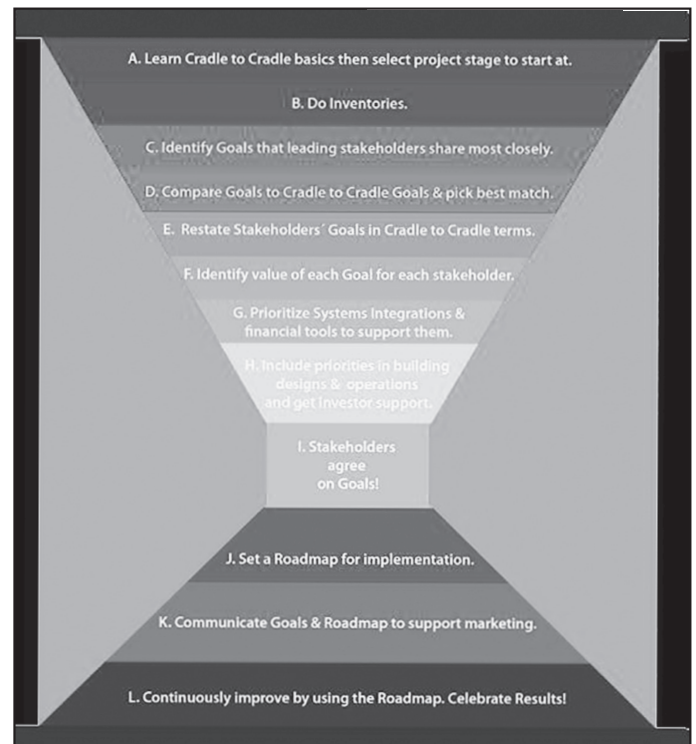 A. Learn Cradle to Cradle basics then select project stage to start at.
B. Do Inventories.
C. Identify Goals that leading stakeholders share most closely.
D. Compare Goals to Cradle to Cradle Goals & pick best match.
E. Restate Stakeholders´ Goals in Cradle to Cradle terms.
F. Identify value of each Goal for each stakeholder.
G. Prioritize Systems Integrations &
financial tools to support them.
H. Include priorities in building
designs & operations
and get investor support.
I. Stakeholders
agree
on Goals!
J. Set a Roadmap for implementation.
K. Communicate Goals & Roadmap to support marketing.
L. Continuously improve by using the Roadmap. Celebrate Results!